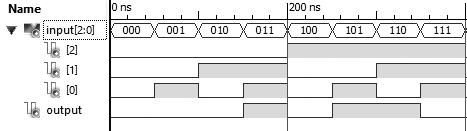 Name 0 ns 200 ns
input[2:0] 000 001 010 011 100 101 110 111
[2]
[1]
[0]
output